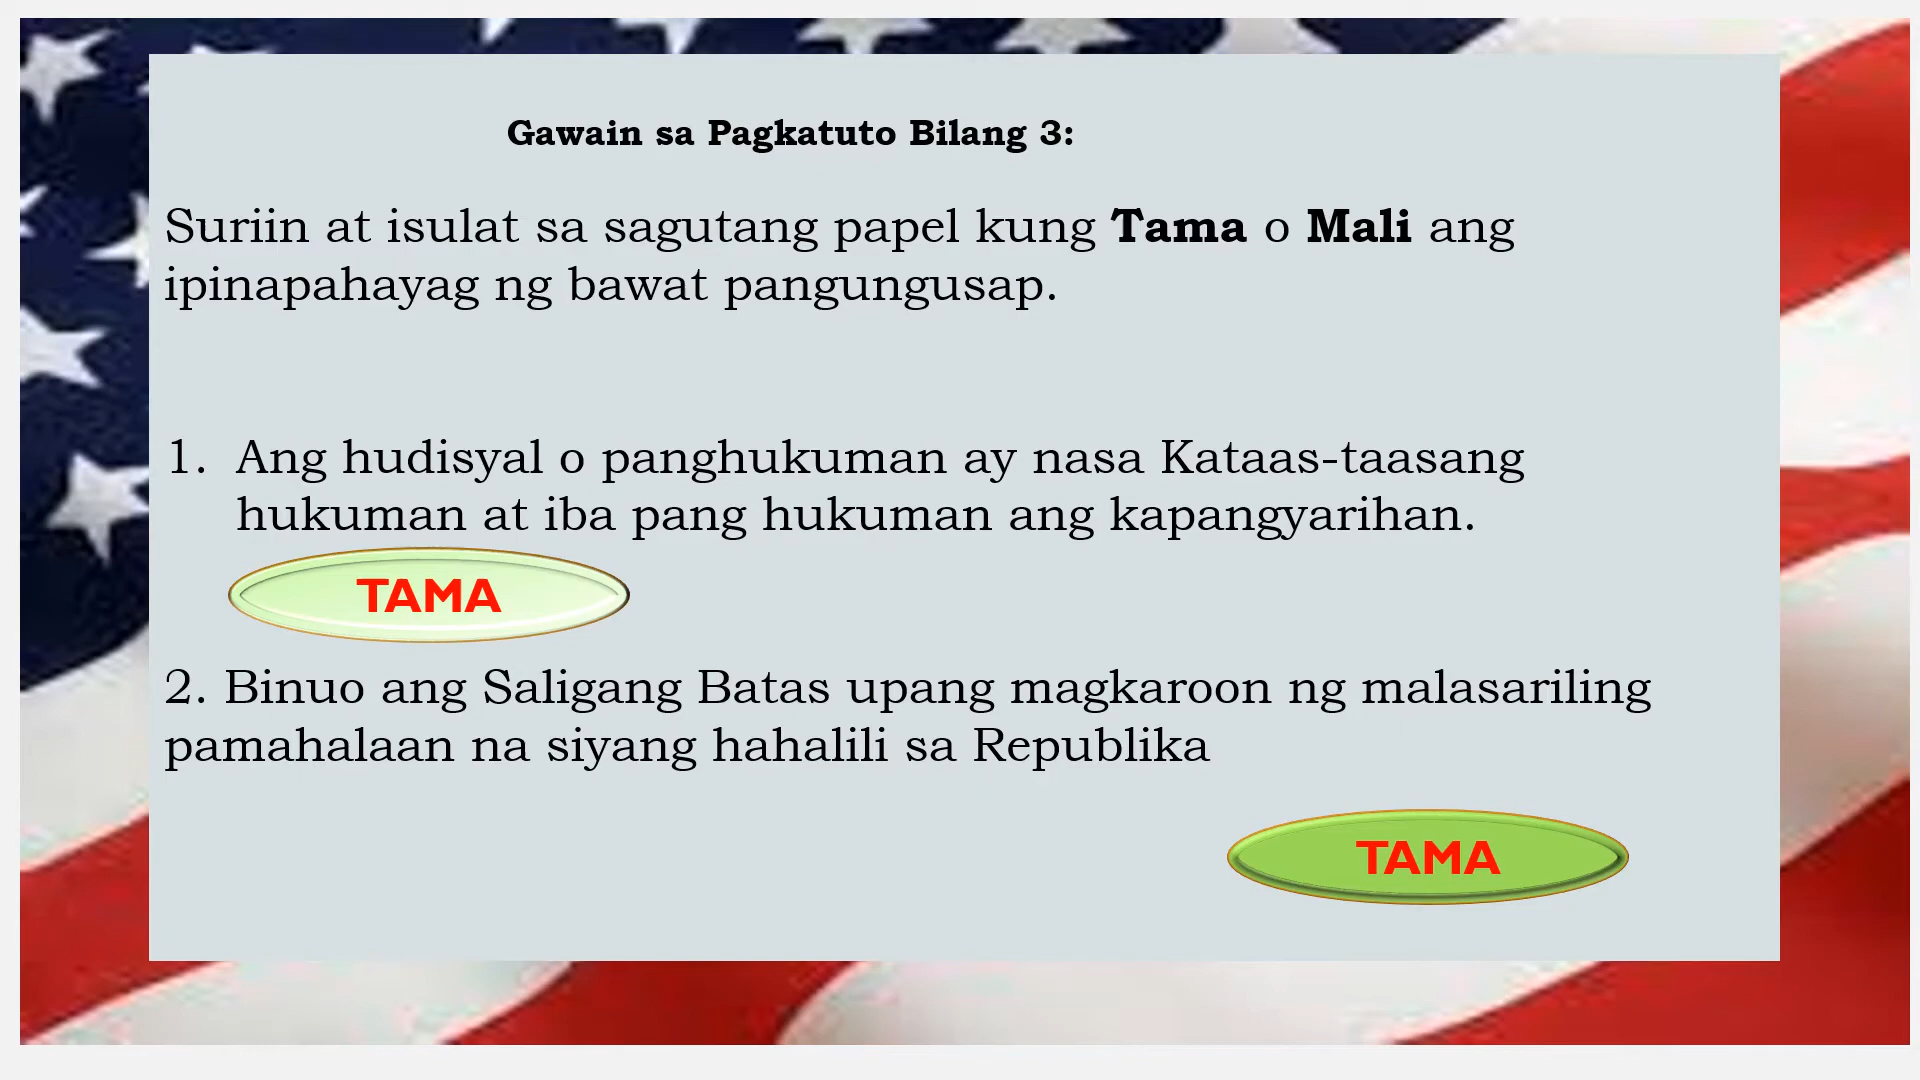 Gawain sa Pagkatuto Bilang 3:
Suriin at isulat sa sagutang papel kung Tama o Mali ang
ipinapahayag ng bawat pangungusap.
1. Ang hudisyal o panghukuman ay nasa Kataas-taasang
hukuman at iba pang hukuman ang kapangyarihan.
TAMA
2. Binuo ang Saligang Batas upang magkaroon ng malasariling
pamahalaan na siyang hahalili sa Republika
TAMA